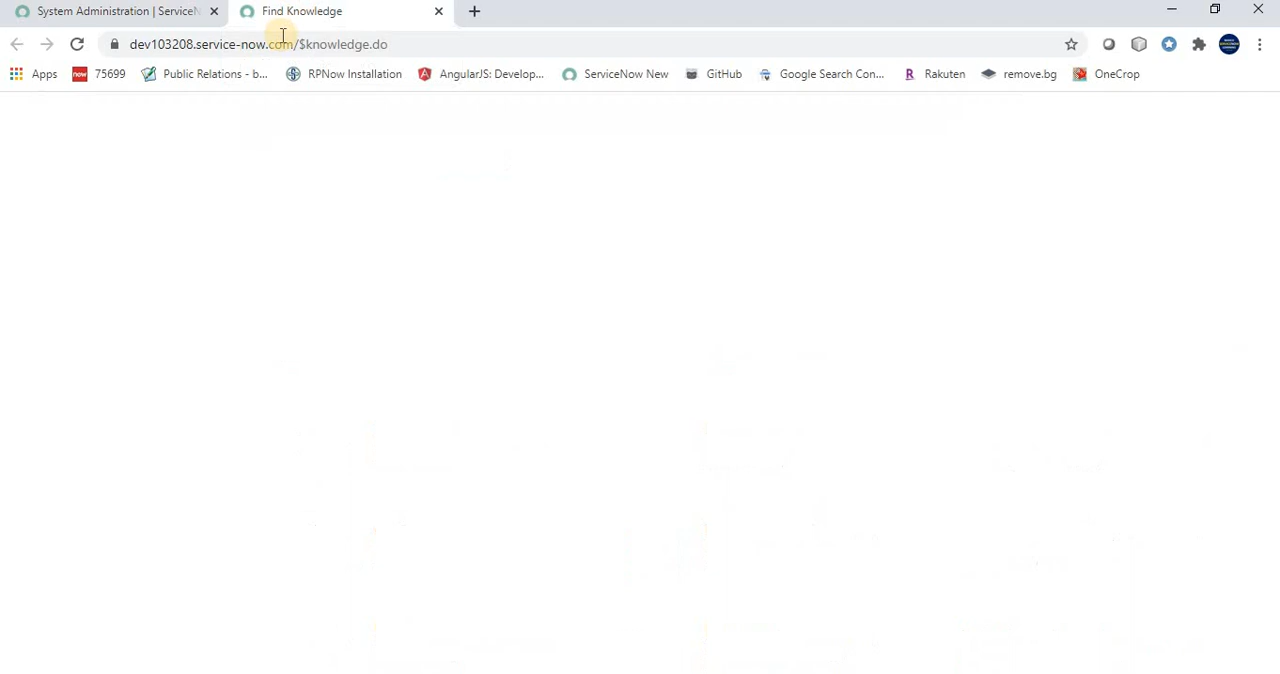 System Administration | ServiceN
Find Knowledge
dev103208.service-now.com/$knowledge.do
Apps
now 75699
Public Relations - b...
RPNow Installation
AngularJS: Develop...
ServiceNow New
GitHub
Google Search Con...
R Rakuten
remove.bg
OneCrop